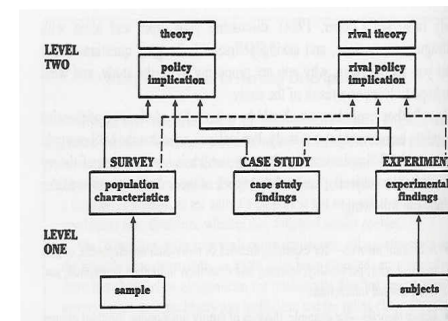 LEVEL
TWO
theory
rival theory
policy
implication
rival policy
implication
SURVEY
CASE STUDY
EXPERIMENT
population
characteristics
case study
findings
experimental
findings
LEVEL
ONE
sample
subjects